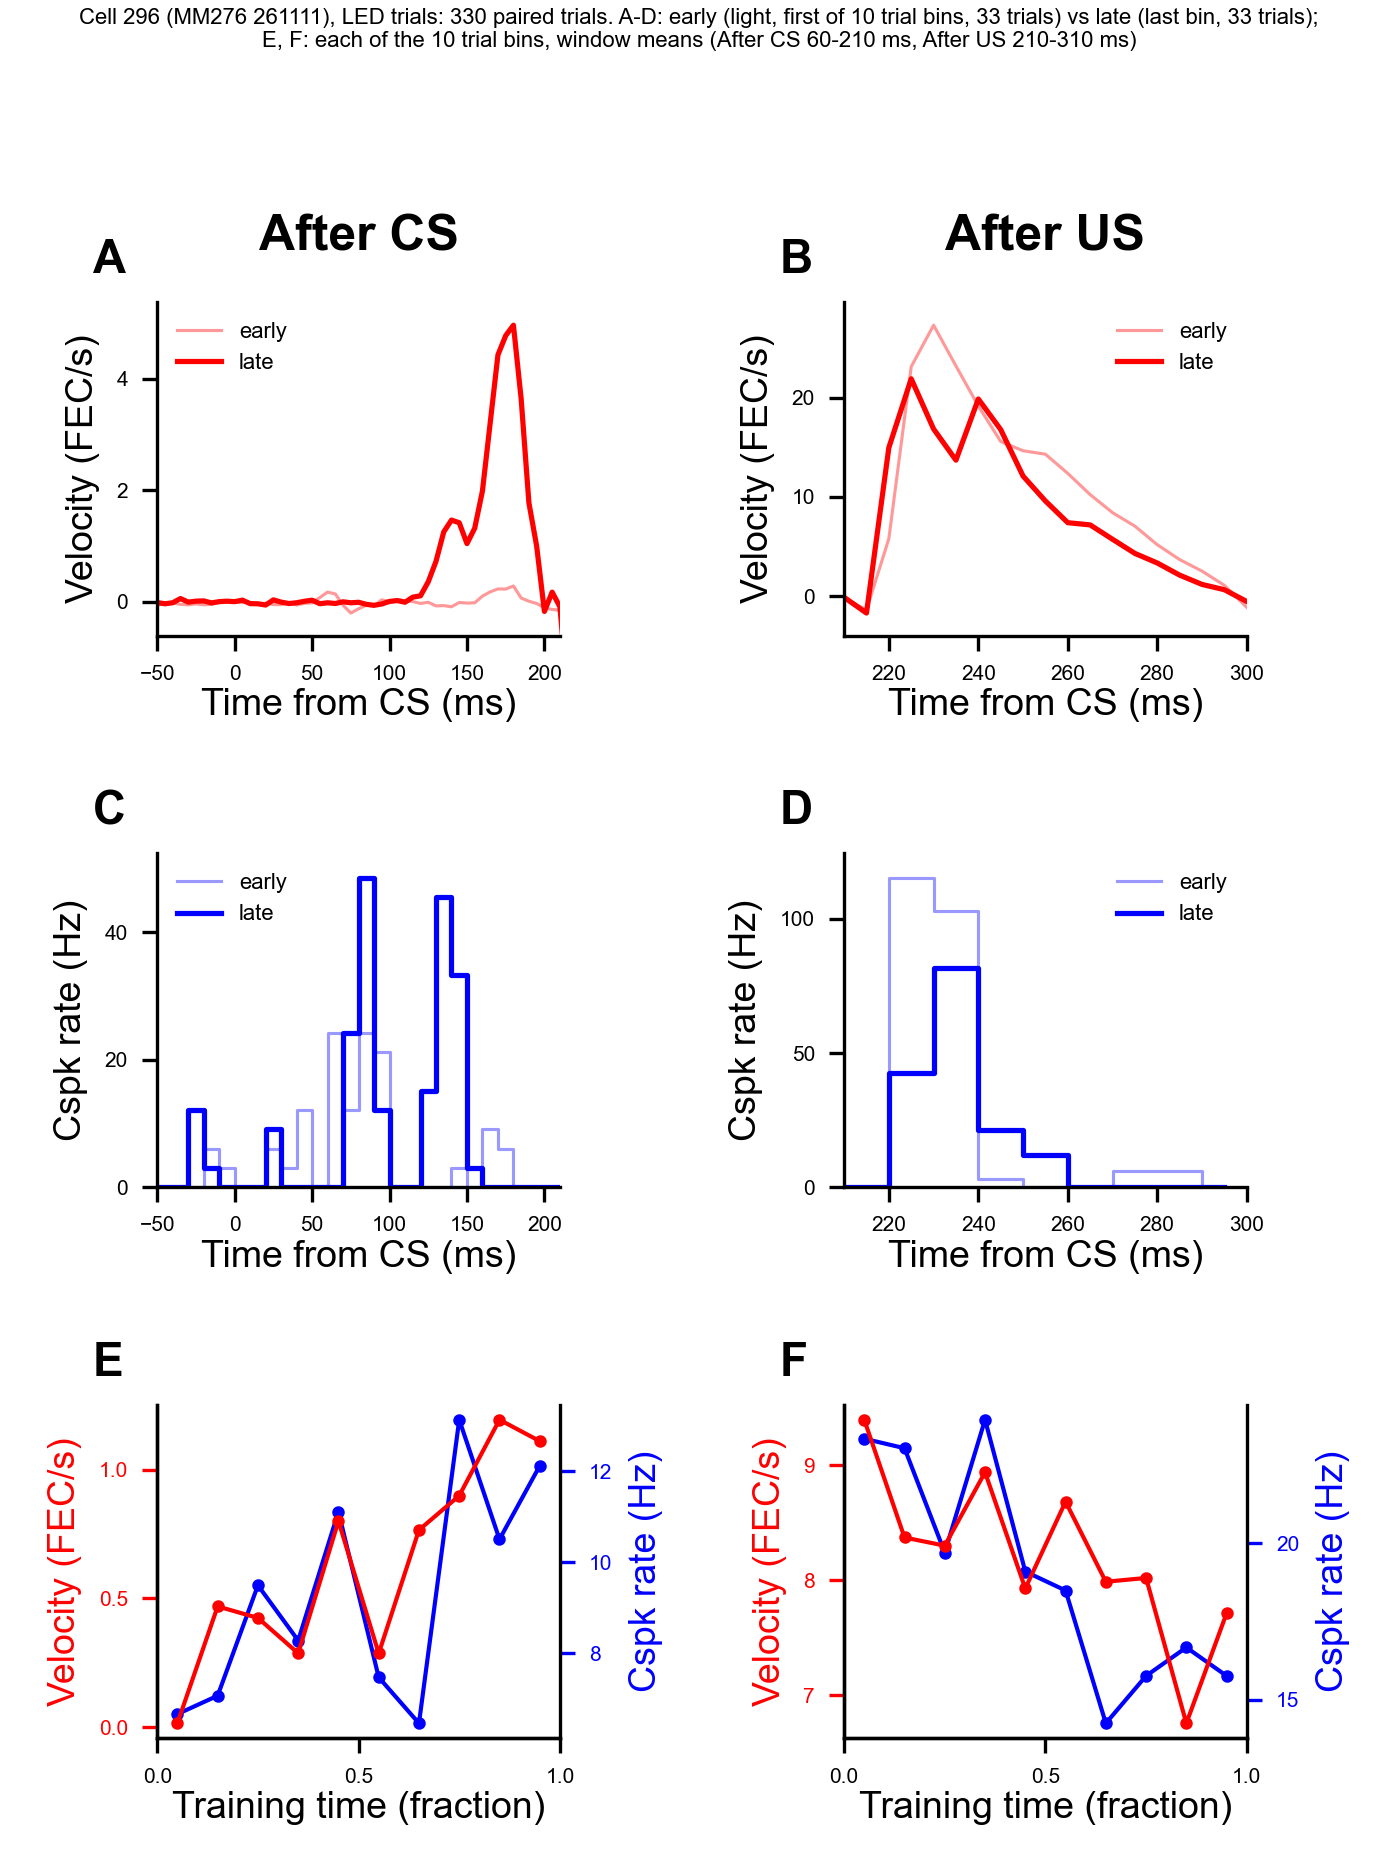 Cell 296 (MM276 261111), LED trials: 330 paired trials. A-D: early (light, first of 10 trial bins, 33 trials) vs late (last bin, 33 trials);
E, F: each of the 10 trial bins, window means (After CS 60-210 ms, After US 210-310 ms)
After CS
After US
A
Velocity (FEC/s)
early
late
4
2
0
−50 0 50 100 150 200
Time from CS (ms)
B
Velocity (FEC/s)
early
late
20
10
0
220 240 260 280 300
Time from CS (ms)
C
Cspk rate (Hz)
early
late
40
20
0
−50 0 50 100 150 200
Time from CS (ms)
D
Cspk rate (Hz)
early
late
100
50
0
220 240 260 280 300
Time from CS (ms)
E
Velocity (FEC/s)
1.0
0.5
0.0
12
10
8
Cspk rate (Hz)
0.0 0.5 1.0
Training time (fraction)
F
Velocity (FEC/s)
9
8
7
20
15
Cspk rate (Hz)
0.0 0.5 1.0
Training time (fraction)